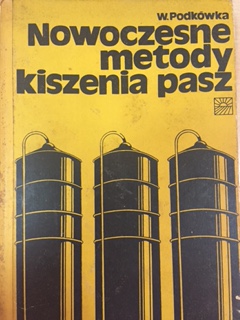 W. Podkówka
Nowoczesne
metody
kiszenia pasz